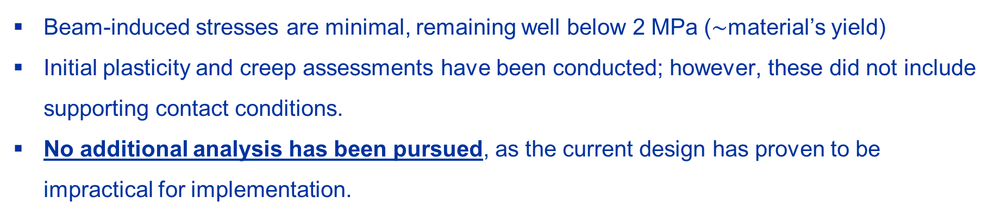 ▪ Beam-induced stresses are minimal, remaining well below 2 MPa (~material’s yield)
▪ Initial plasticity and creep assessments have been conducted; however, these did not include
supporting contact conditions.
▪ No additional analysis has been pursued, as the current design has proven to be
impractical for implementation.